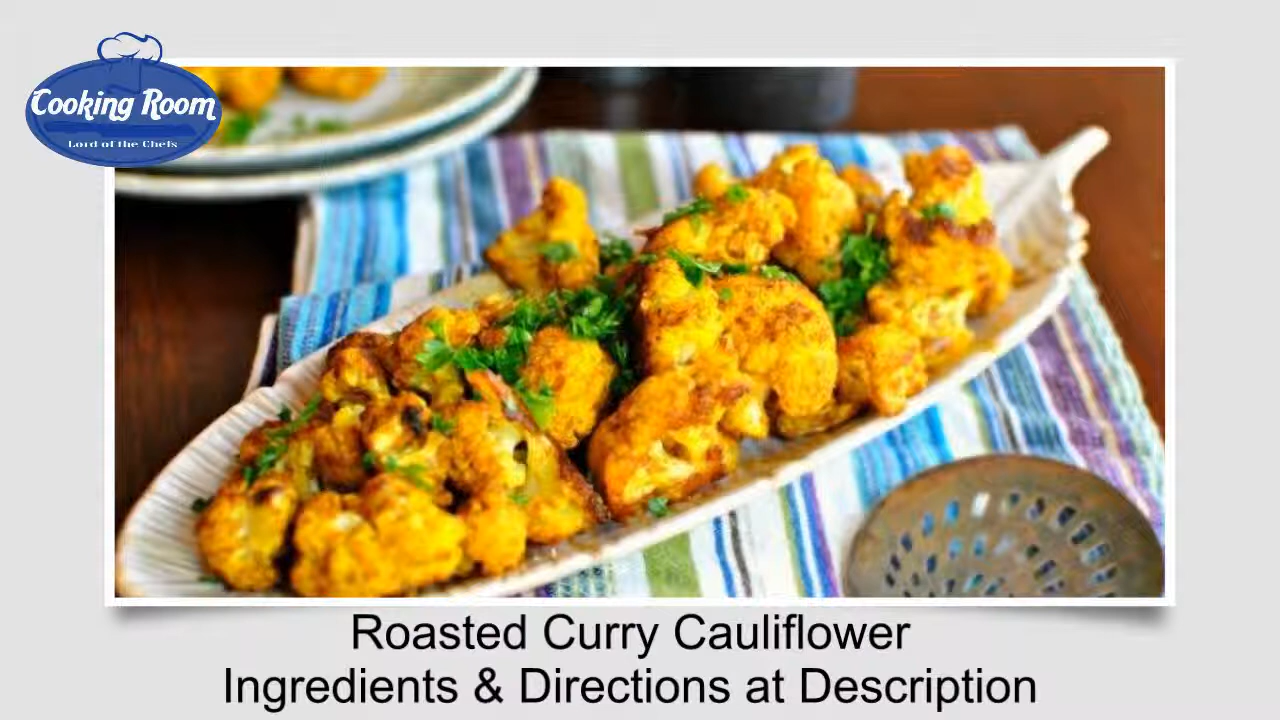 Cooking Room
Lord of the Chefs
Roasted Curry Cauliflower
Ingredients & Directions at Description